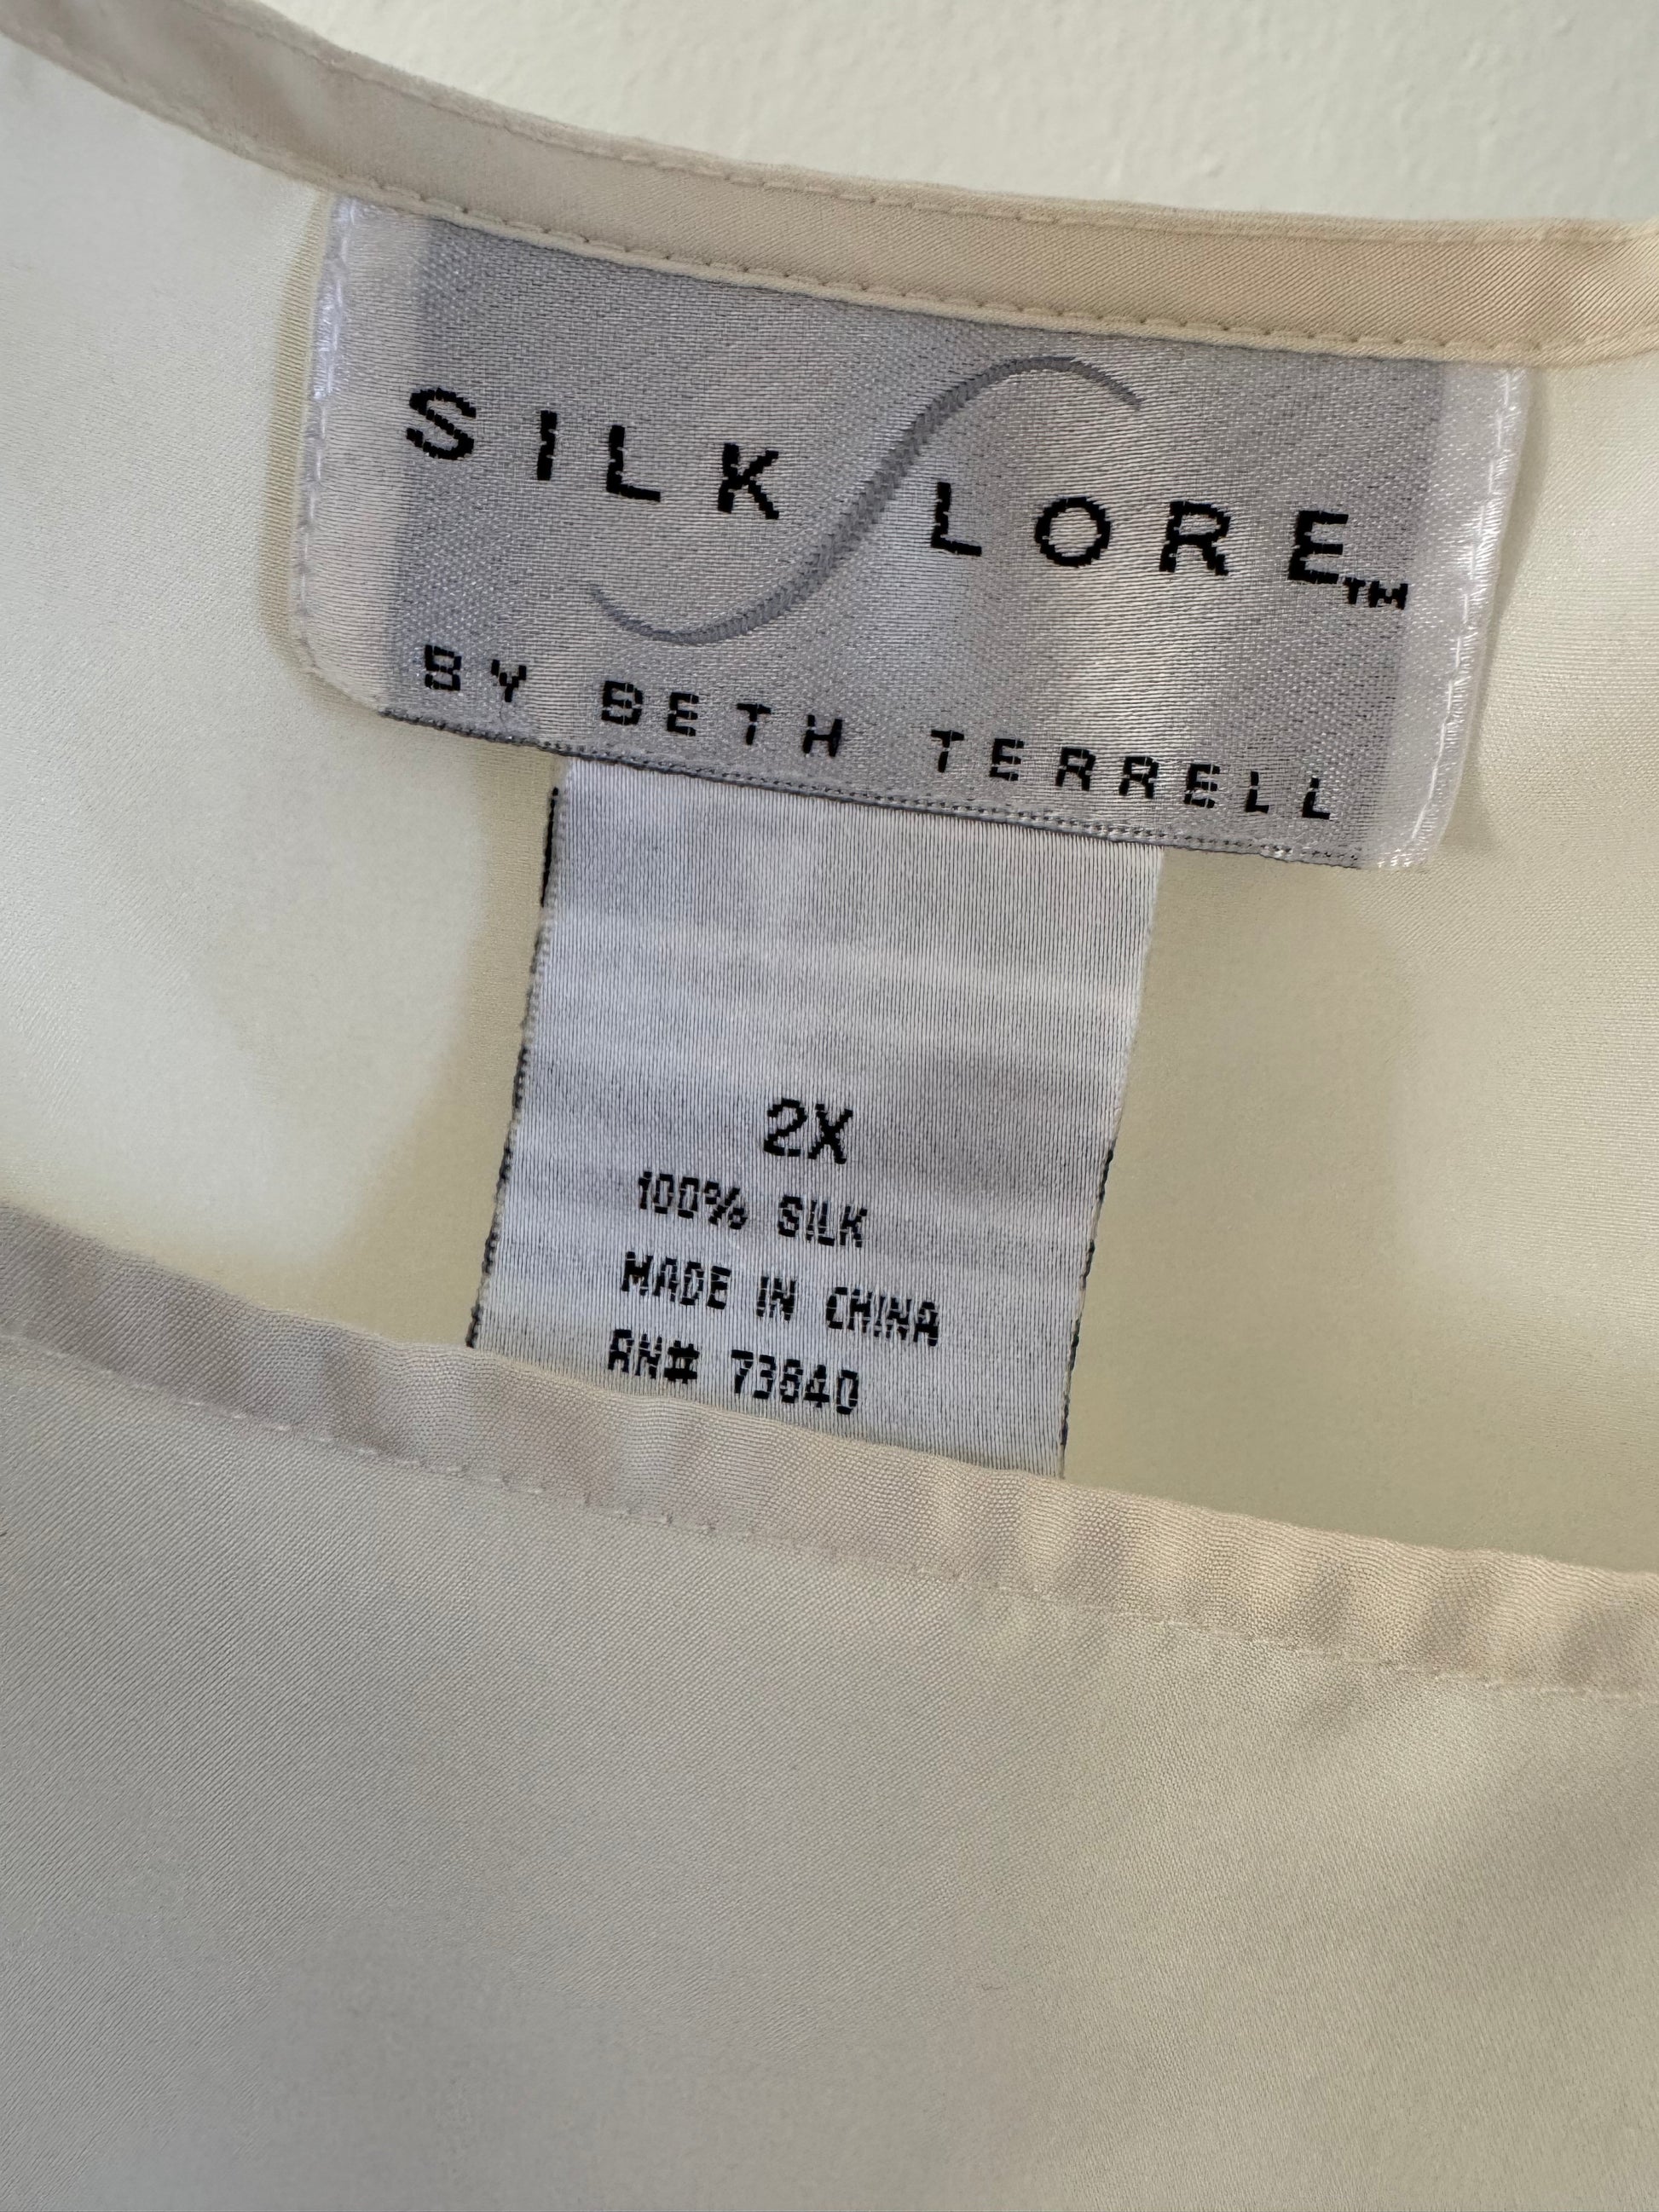 SILK LORE™
BY BETH TERRELL
2X
100% SILK
MADE IN CHINA
RN# 73640